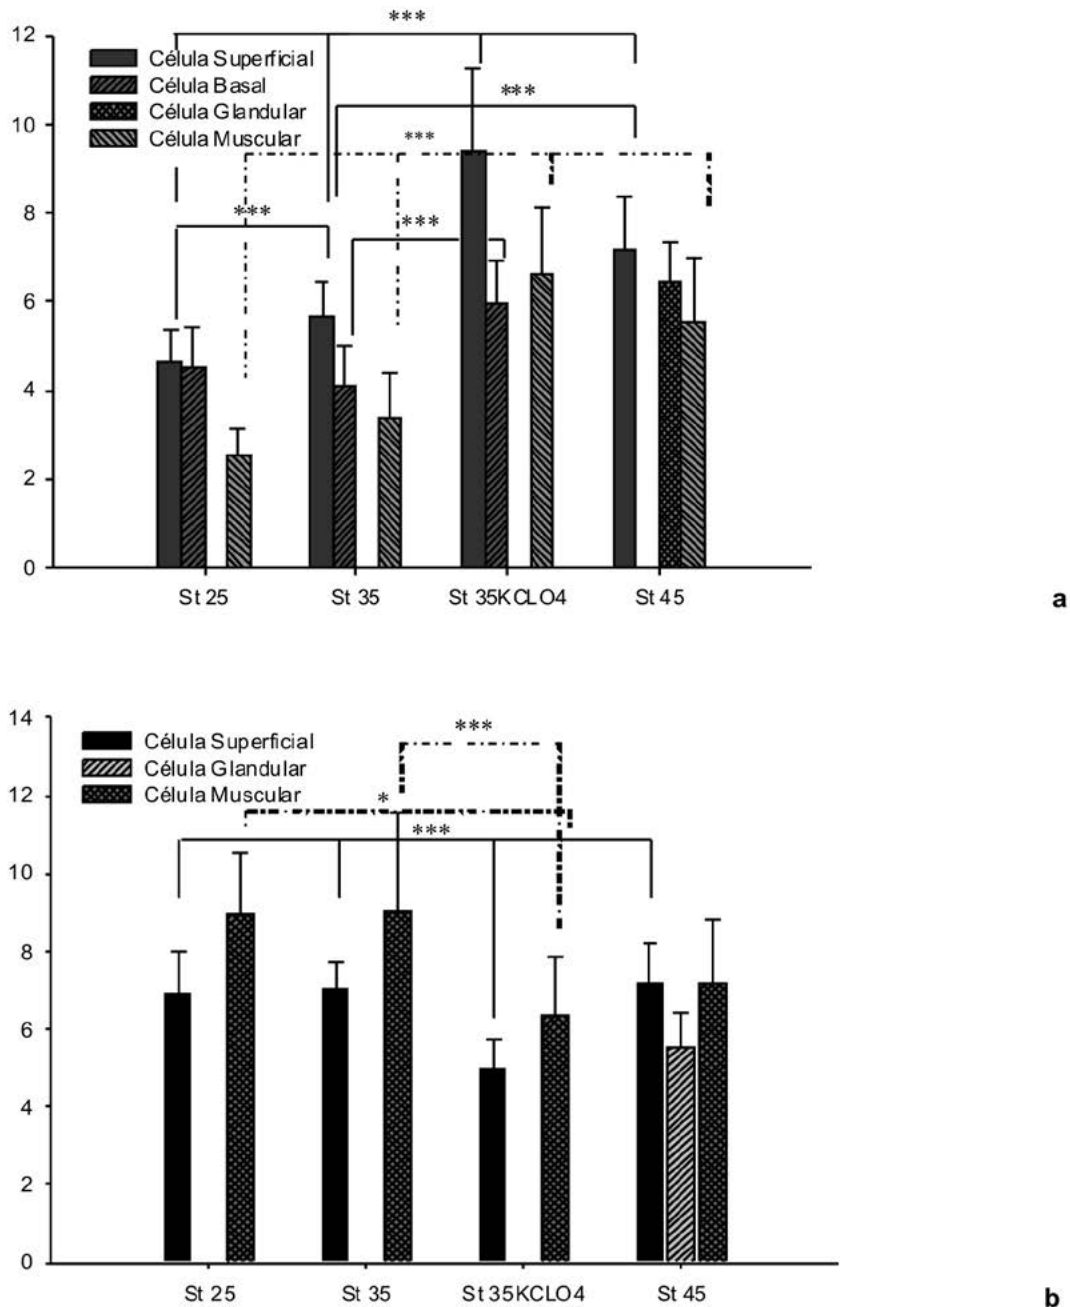 ***
12
Célula Superficial
Célula Basal
***
Célula Glandular
10
Célula Muscular
***
8
***
***
6
4
2
0
St 25
St 35
St 35KCLO4
St 45
a
14
***
Célula Superficial
Célula Glandular
12
Célula Muscular
*
***
10
8
6
4
2
0
St 25
St 35
St 35KCLO4
St 45
b